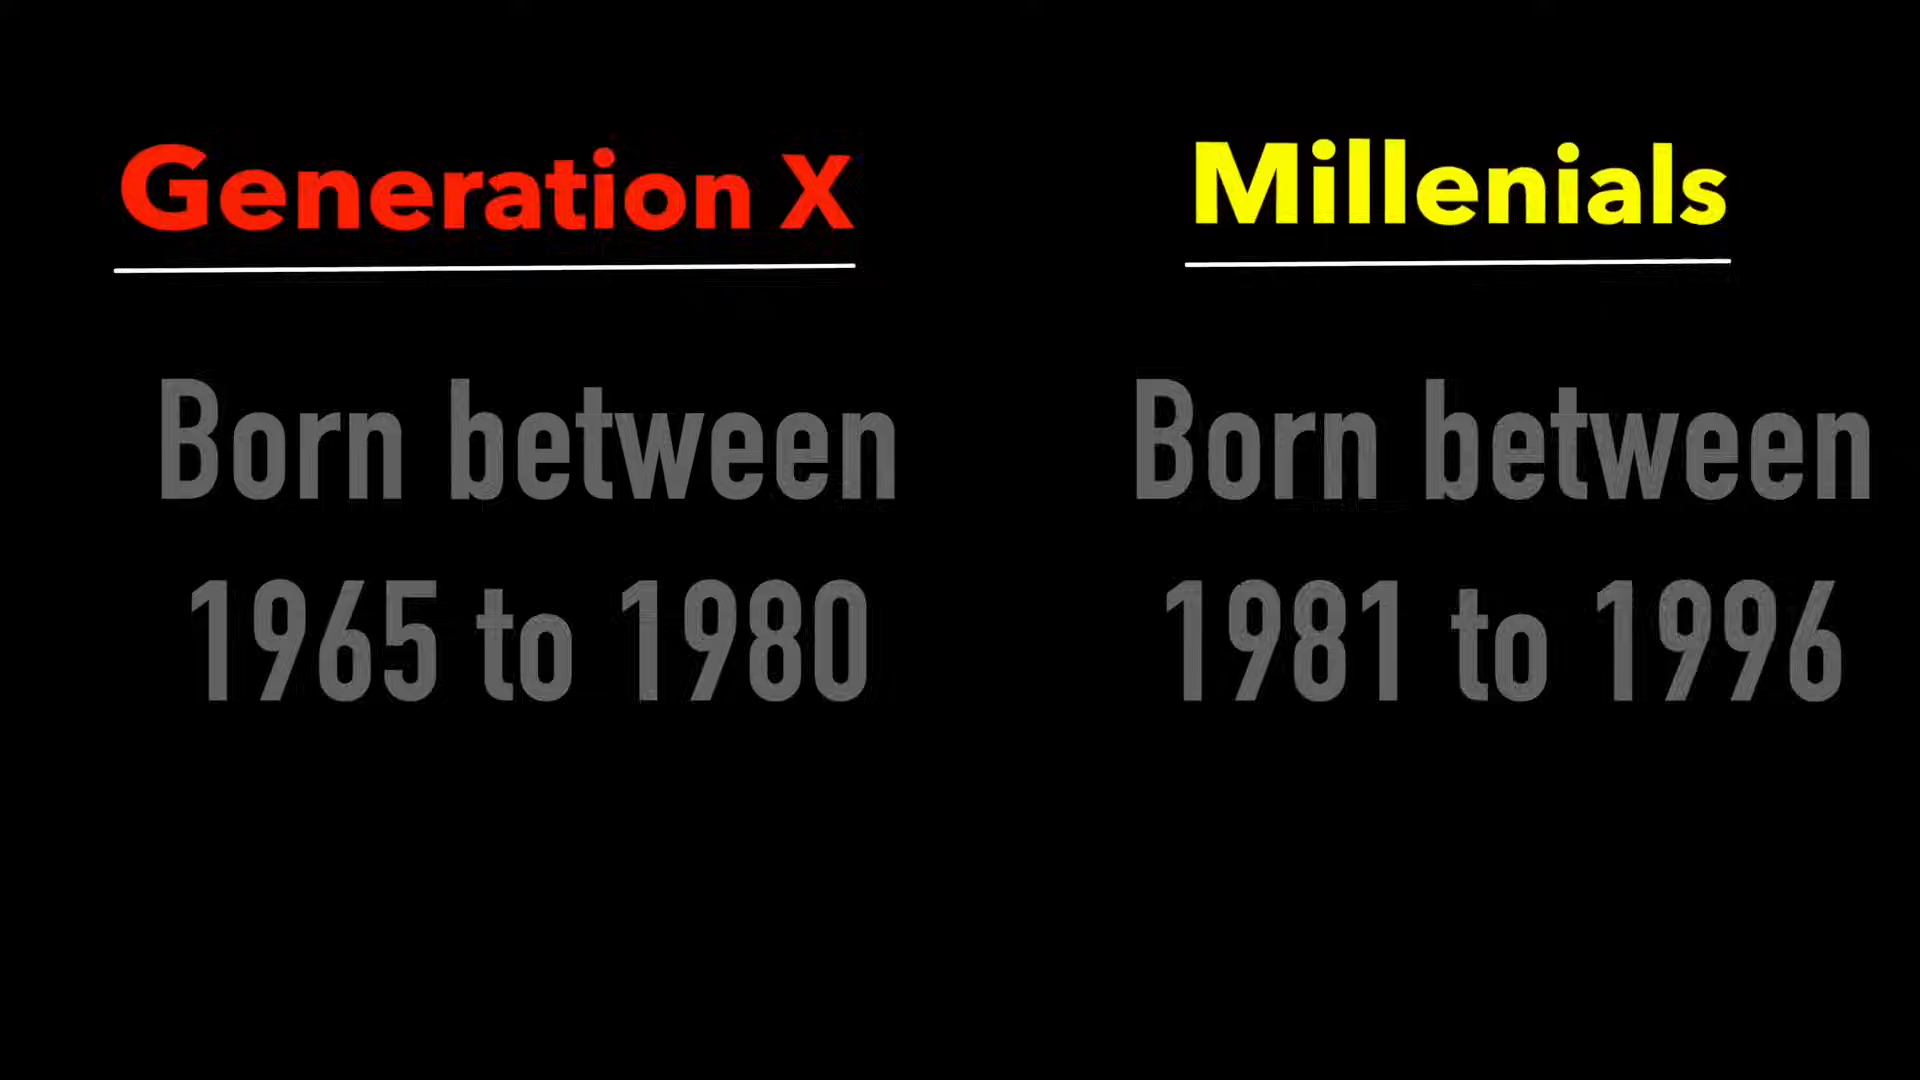 Generation X
Born between
1965 to 1980
Millenials
Born between
1981 to 1996